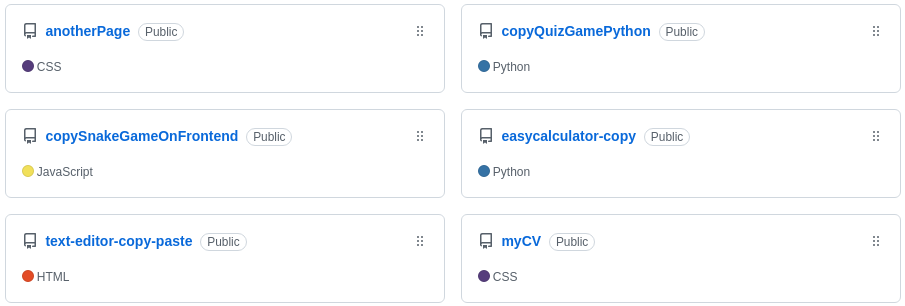 anotherPage Public
CSS
copyQuizGamePython Public
Python
copySnakeGameOnFrontend Public
JavaScript
easycalculator-copy Public
Python
text-editor-copy-paste Public
HTML
myCV Public
CSS